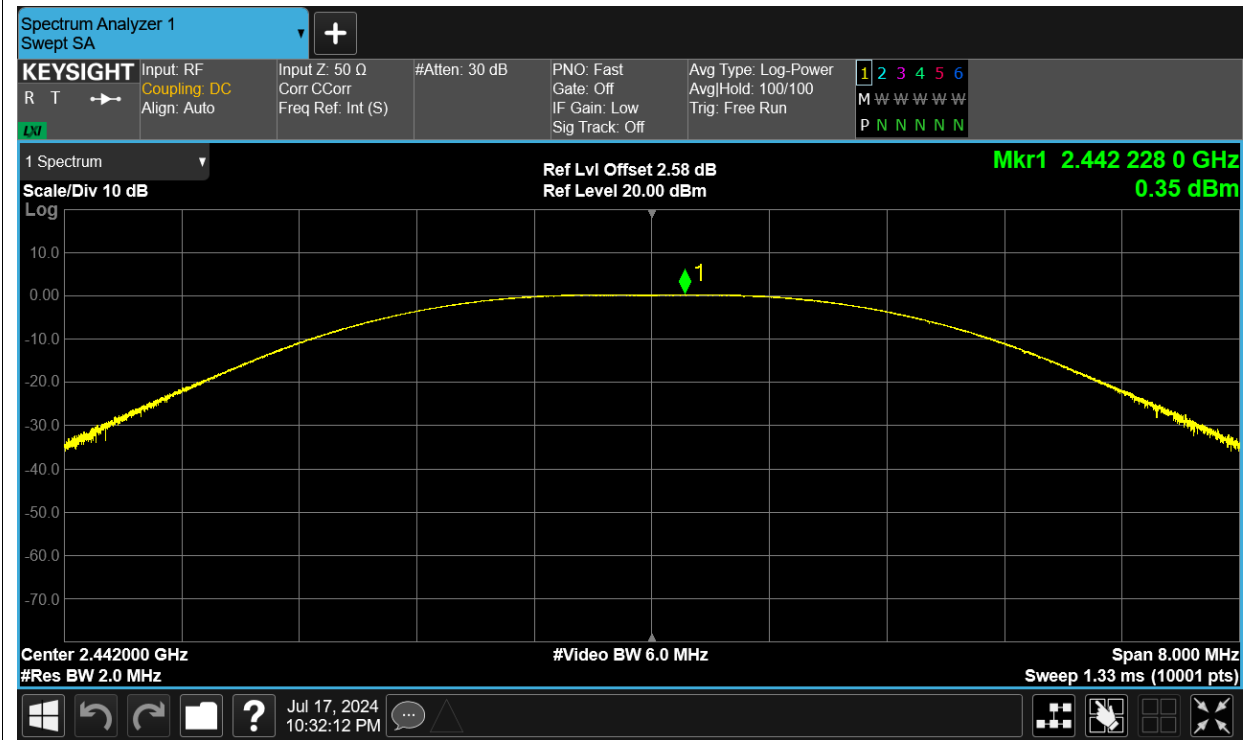 Spectrum Analyzer 1
Swept SA
KEYSIGHT
R T
LXI
Input: RF
Coupling: DC
Align: Auto
Input Z: 50 Ω
Corr CCorr
Freq Ref: Int (S)
#Atten: 30 dB
PNO: Fast
Gate: Off
IF Gain: Low
Sig Track: Off
Avg Type: Log-Power
Avg|Hold: 100/100
Trig: Free Run
1 2 3 4 5 6
M W W W W W
P N N N N N
1 Spectrum
Scale/Div 10 dB
Log
Ref Lvl Offset 2.58 dB
Ref Level 20.00 dBm
Mkr1 2.442 228 0 GHz
0.35 dBm
1
10.0
0.00
-10.0
-20.0
-30.0
-40.0
-50.0
-60.0
-70.0
Center 2.442000 GHz
#Res BW 2.0 MHz
#Video BW 6.0 MHz
Span 8.000 MHz
Sweep 1.33 ms (10001 pts)
?
Jul 17, 2024
10:32:12 PM